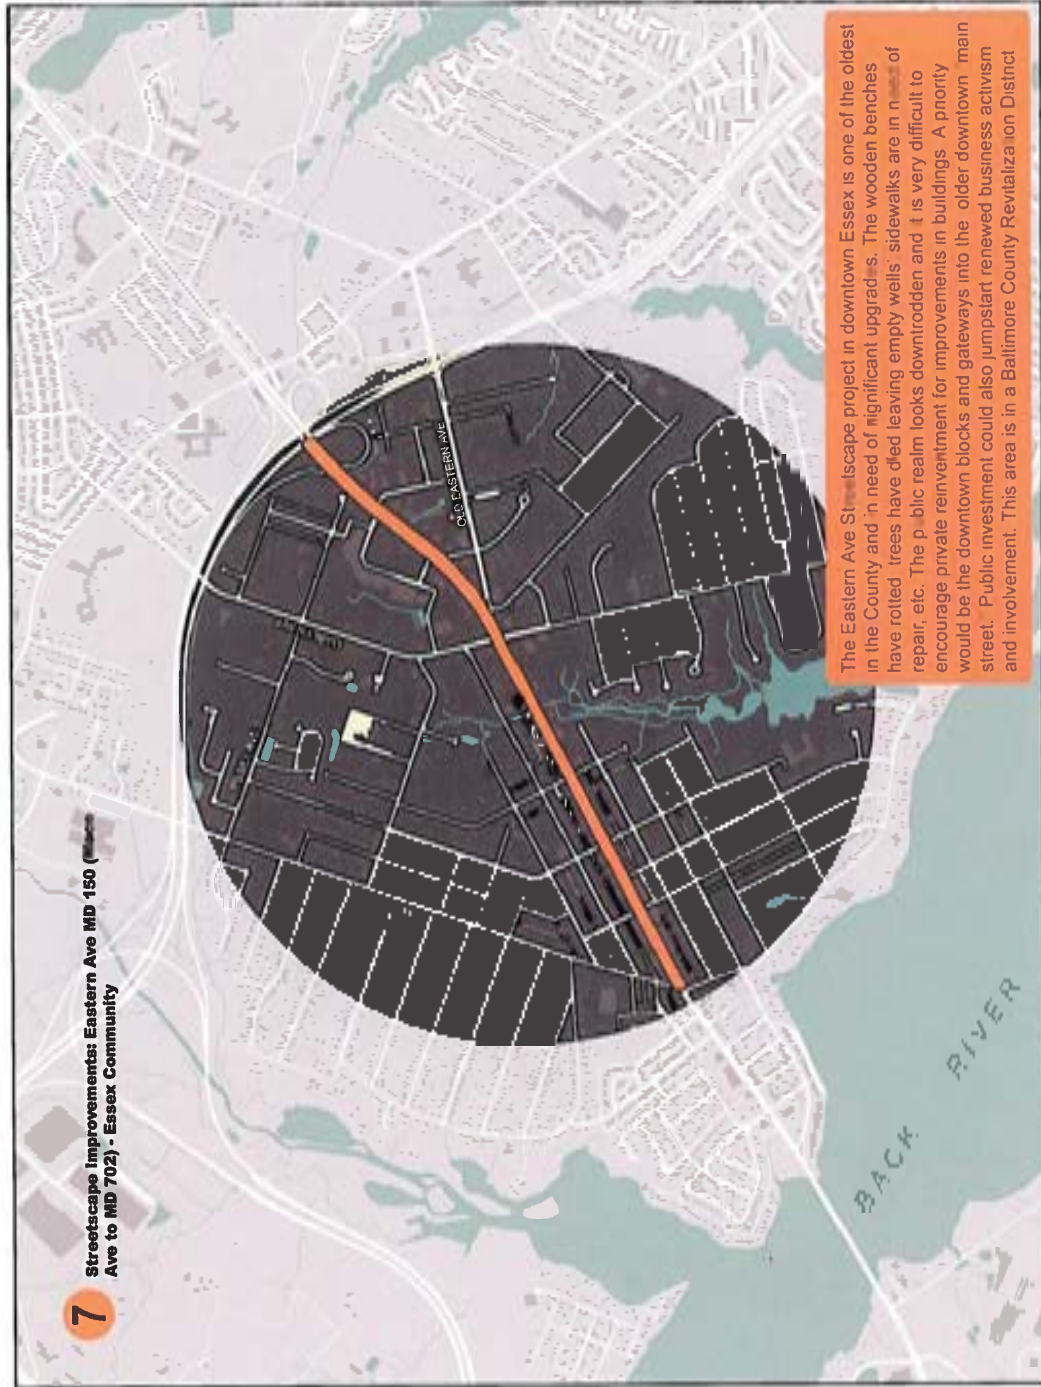 7
Streetscape Improvements: Eastern Ave MD 150 (
Ave to MD 702) - Essex Community
OLD EASTERN AVE
BACK RIVER
The Eastern Ave Streetscape project in downtown Essex is one of the oldest
in the County and in need of significant upgrades. The wooden benches
have rotted trees have died leaving empty wells sidewalks are in need of
repair, etc. The public realm looks downtrodden and it is very difficult to
encourage private reinventment for improvements in buildings A priority
would be the downtown blocks and gateways into the older downtown main
street. Public investment could also jumpstart renewed business activism
and involvement. This area is in a Baltimore County Revitalization District